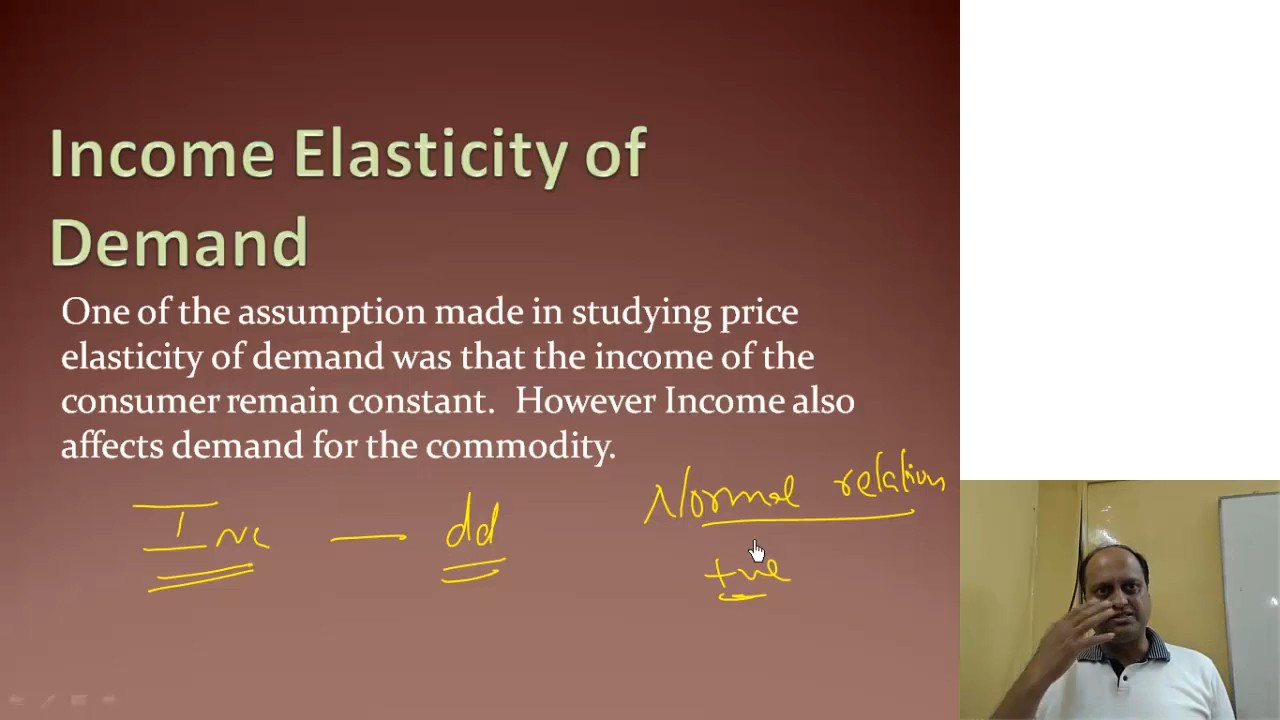 Income Elasticity of
Demand
One of the assumption made in studying price
elasticity of demand was that the income of the
consumer remain constant. However Income also
affects demand for the commodity.
Normal relation
Inc — dd
+ve